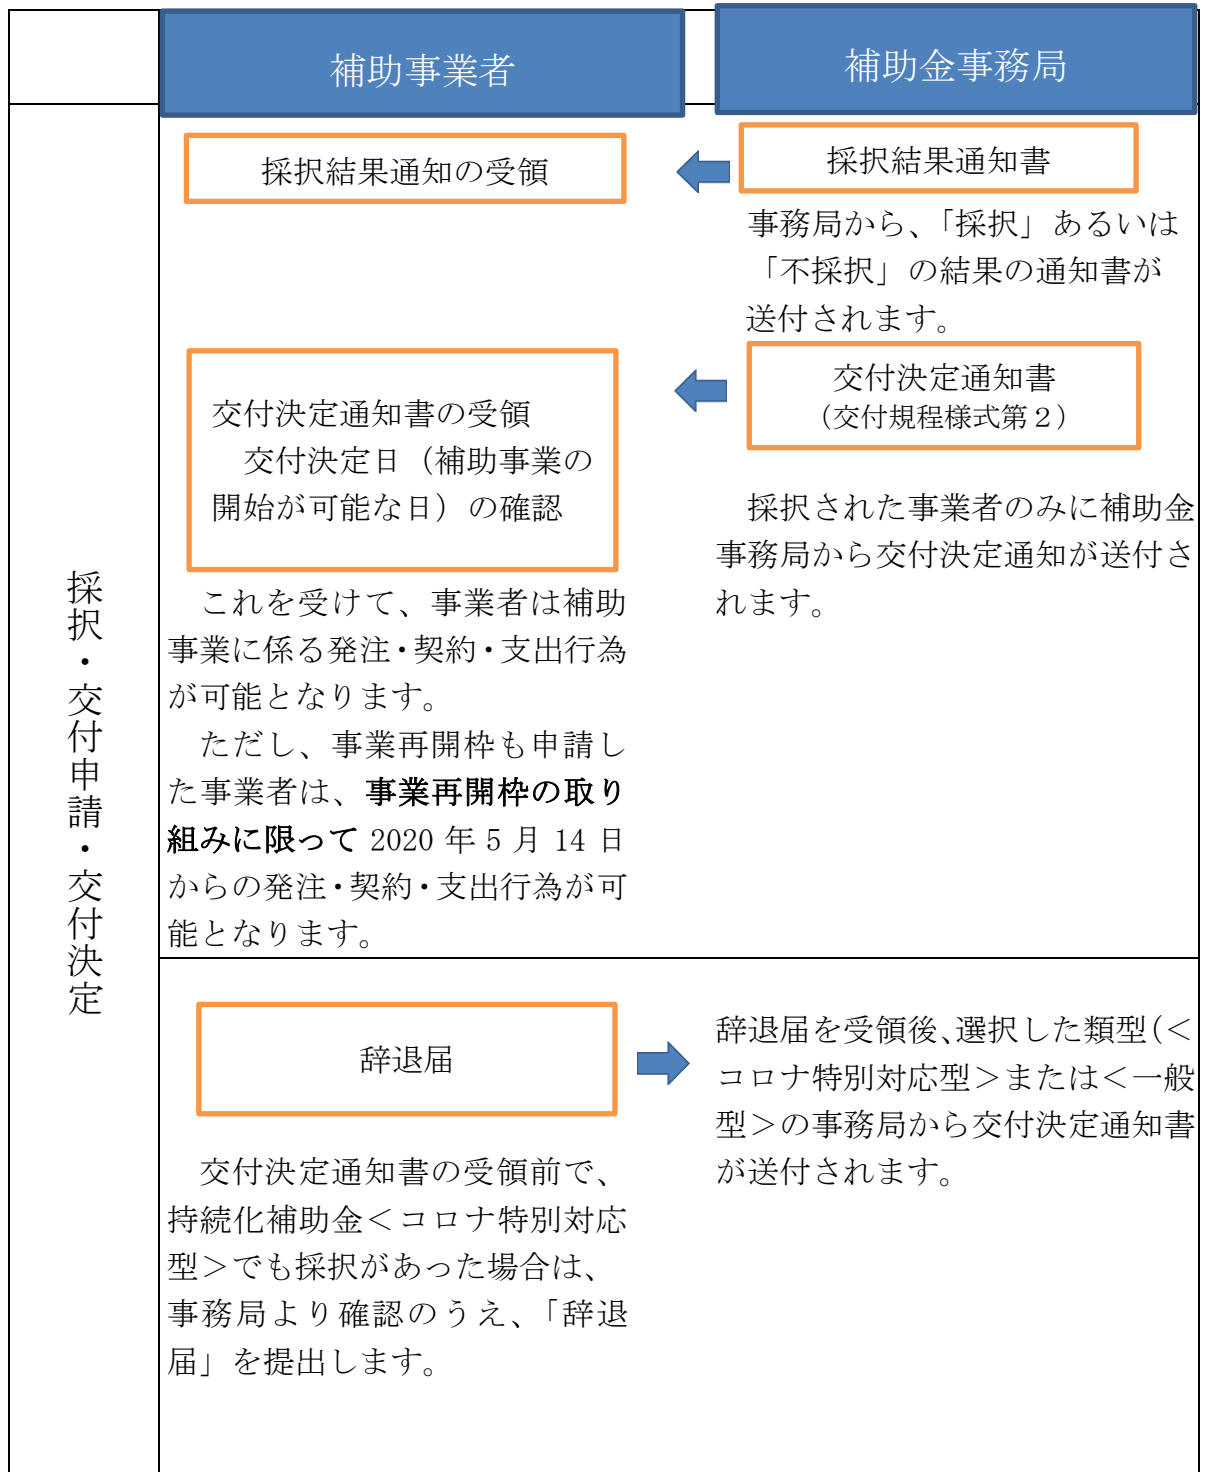 補助事業者
補助金事務局
採択・交付申請・交付決定
採択結果通知の受領
採択結果通知書
事務局から、「採択」あるいは
「不採択」の結果の通知書が
送付されます。
交付決定通知書の受領
交付決定日（補助事業の
開始が可能な日）の確認
交付決定通知書
（交付規程様式第２）
採択された事業者のみに補助金
事務局から交付決定通知が送付さ
れます。
これを受けて、事業者は補助
事業に係る発注・契約・支出行為
が可能となります。
ただし、事業再開枠も申請し
た事業者は、事業再開枠の取り
組みに限って 2020 年 5 月 14 日
からの発注・契約・支出行為が可
能となります。
辞退届
交付決定通知書の受領前で、
持続化補助金＜コロナ特別対応
型＞でも採択があった場合は、
事務局より確認のうえ、「辞退
届」を提出します。
辞退届を受領後、選択した類型（＜
コロナ特別対応型＞または＜一般
型＞の事務局から交付決定通知書
が送付されます。